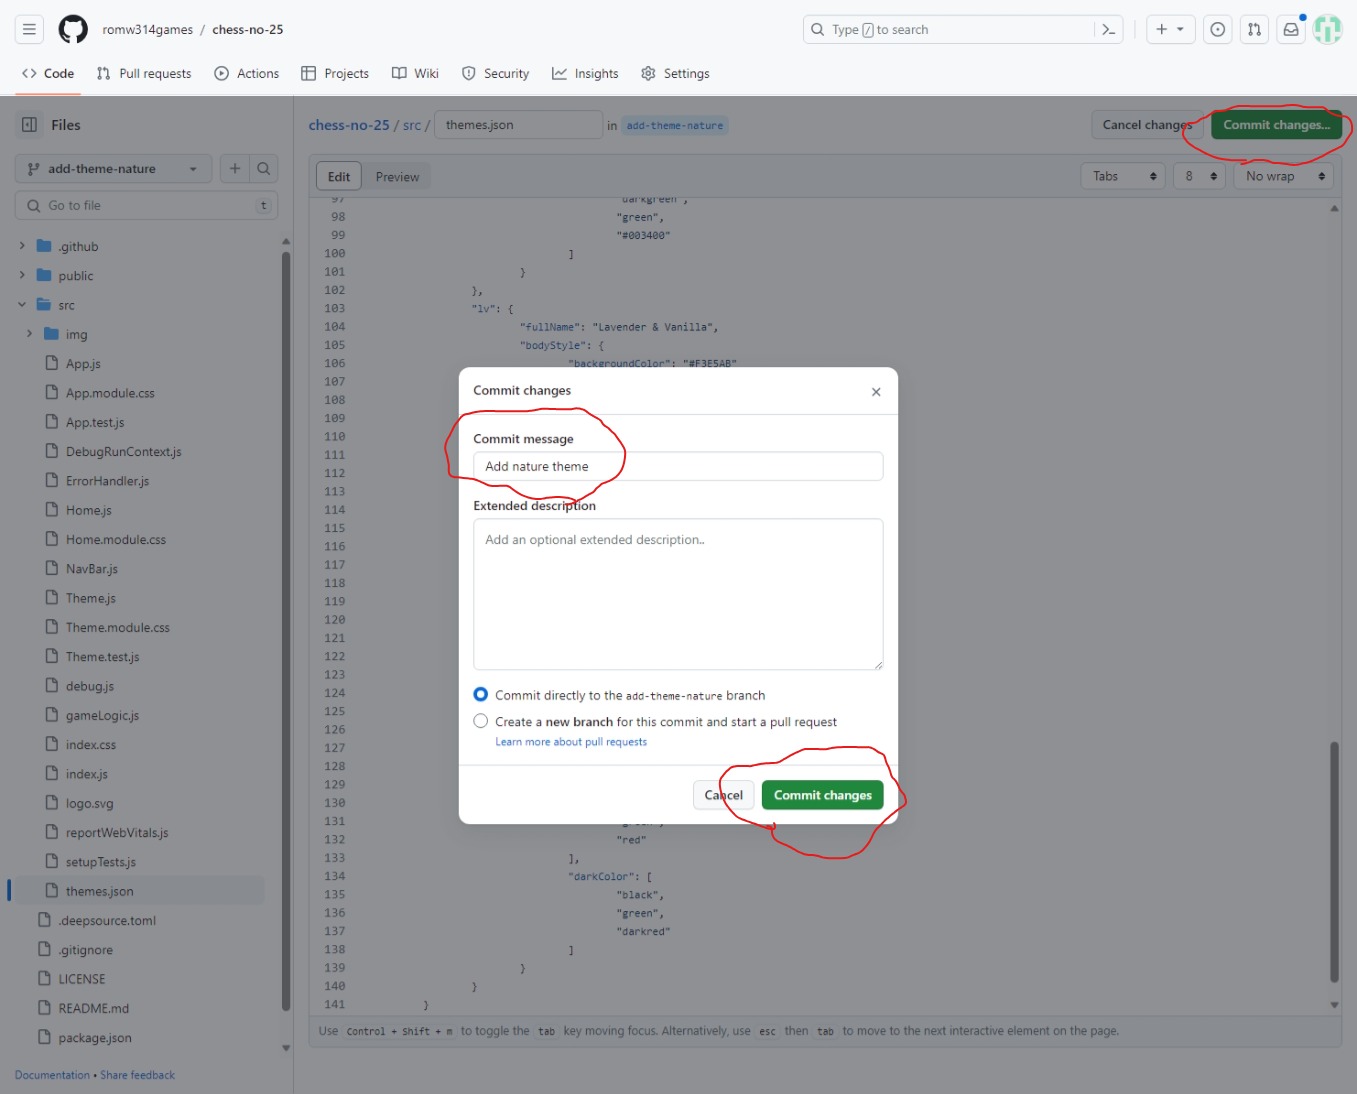 romw314games / chess-no-25
Type / to search
Code
Pull requests
Actions
Projects
Wiki
Security
Insights
Settings
Files
add-theme-nature
Go to file
t
.github
public
src
img
App.js
App.module.css
App.test.js
DebugRunContext.js
ErrorHandler.js
Home.js
Home.module.css
NavBar.js
Theme.js
Theme.module.css
Theme.test.js
debug.js
gameLogic.js
index.css
index.js
logo.svg
reportWebVitals.js
setupTests.js
themes.json
.deepsource.toml
.gitignore
LICENSE
README.md
package.json
Documentation • Share feedback
chess-no-25 / src / themes.json in add-theme-nature
Cancel changes
Commit changes...
Edit
Preview
Tabs
8
No wrap
97 "darkgreen",
98 "green",
99 "#003400"
100 ]
101 }
102 },
103 "lv": {
104 "fullName": "Lavender & Vanilla",
105 "bodyStyle": {
106 "backgroundColor": "#F3E5AB"
107
108
109
110
111
112
113
114
115
116
117
118
119
120
121
122
123
124
125
126
127
128
129
130
131 "green",
132 "red"
133 ],
134 "darkColor": [
135 "black",
136 "green",
137 "darkred"
138 ]
139 }
140 }
141 }
Use Control + Shift + m to toggle the tab key moving focus. Alternatively, use esc then tab to move to the next interactive element on the page.
Commit changes
Commit message
Add nature theme
Extended description
Add an optional extended description..
Commit directly to the add-theme-nature branch
Create a new branch for this commit and start a pull request
Learn more about pull requests
Cancel
Commit changes